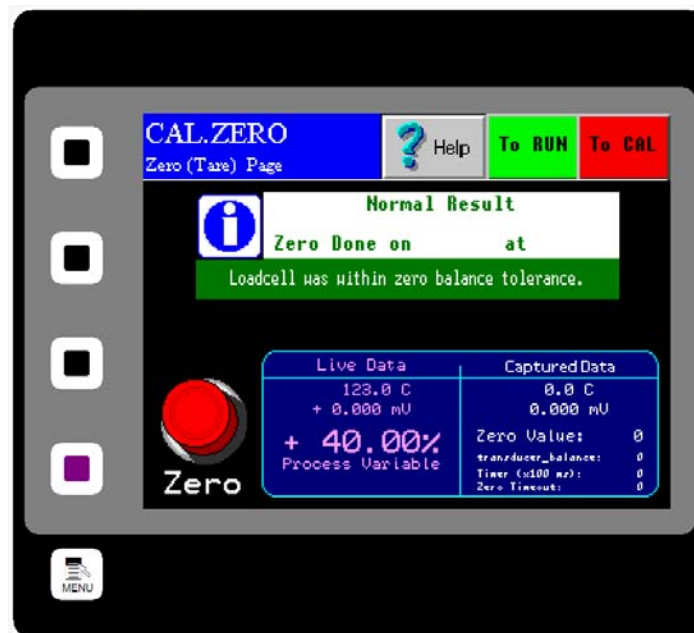 CAL.ZERO
Zero (Tare) Page
Help
To RUN
To CAL
Normal Result
Zero Done on at
Loadcell was within zero balance tolerance.
Live Data
123.0 C
+ 0.000 mV
+ 40.00%
Process Variable
Captured Data
0.0 C
0.000 mV
Zero Value: 0
transducer_balance: 0
Timer (x100 ms): 0
Zero Timeout: 0
Zero
MENU